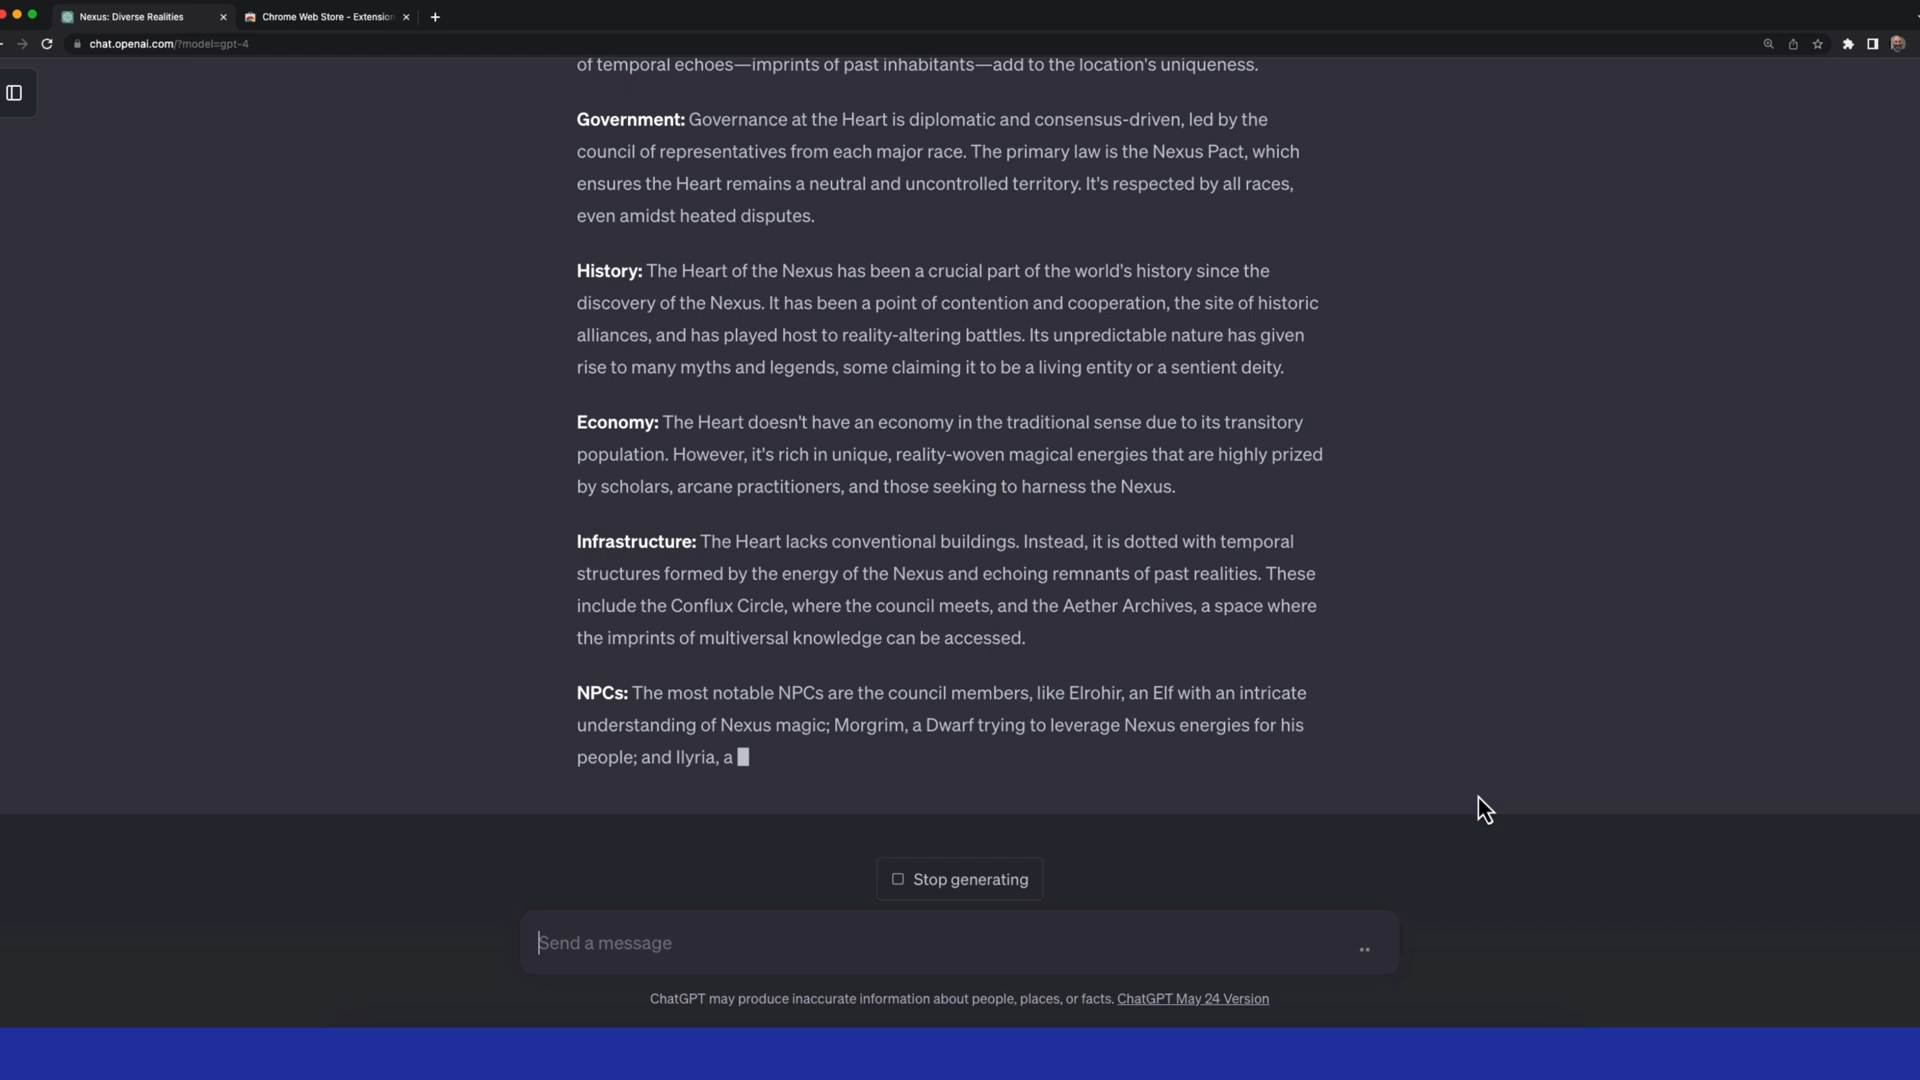 Nexus: Diverse Realities
Chrome Web Store - Extension
chat.openai.com/?model=gpt-4
of temporal echoes—imprints of past inhabitants—add to the location's uniqueness.
Government: Governance at the Heart is diplomatic and consensus-driven, led by the
council of representatives from each major race. The primary law is the Nexus Pact, which
ensures the Heart remains a neutral and uncontrolled territory. It's respected by all races,
even amidst heated disputes.
History: The Heart of the Nexus has been a crucial part of the world's history since the
discovery of the Nexus. It has been a point of contention and cooperation, the site of historic
alliances, and has played host to reality-altering battles. Its unpredictable nature has given
rise to many myths and legends, some claiming it to be a living entity or a sentient deity.
Economy: The Heart doesn't have an economy in the traditional sense due to its transitory
population. However, it's rich in unique, reality-woven magical energies that are highly prized
by scholars, arcane practitioners, and those seeking to harness the Nexus.
Infrastructure: The Heart lacks conventional buildings. Instead, it is dotted with temporal
structures formed by the energy of the Nexus and echoing remnants of past realities. These
include the Conflux Circle, where the council meets, and the Aether Archives, a space where
the imprints of multiversal knowledge can be accessed.
NPCs: The most notable NPCs are the council members, like Elrohir, an Elf with an intricate
understanding of Nexus magic; Morgrim, a Dwarf trying to leverage Nexus energies for his
people; and Ilyria, a
Stop generating
Send a message
ChatGPT may produce inaccurate information about people, places, or facts. ChatGPT May 24 Version